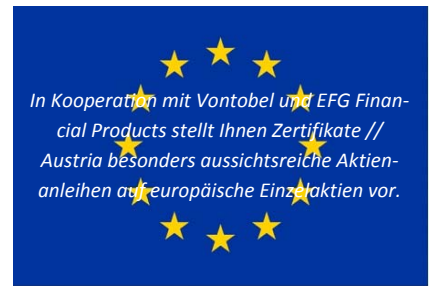 In Kooperation mit Vontobel und EFG Finan-
cial Products stellt Ihnen Zertifikate //
Austria besonders aussichtsreiche Aktien-
anleihen auf europäische Einzelaktien vor.